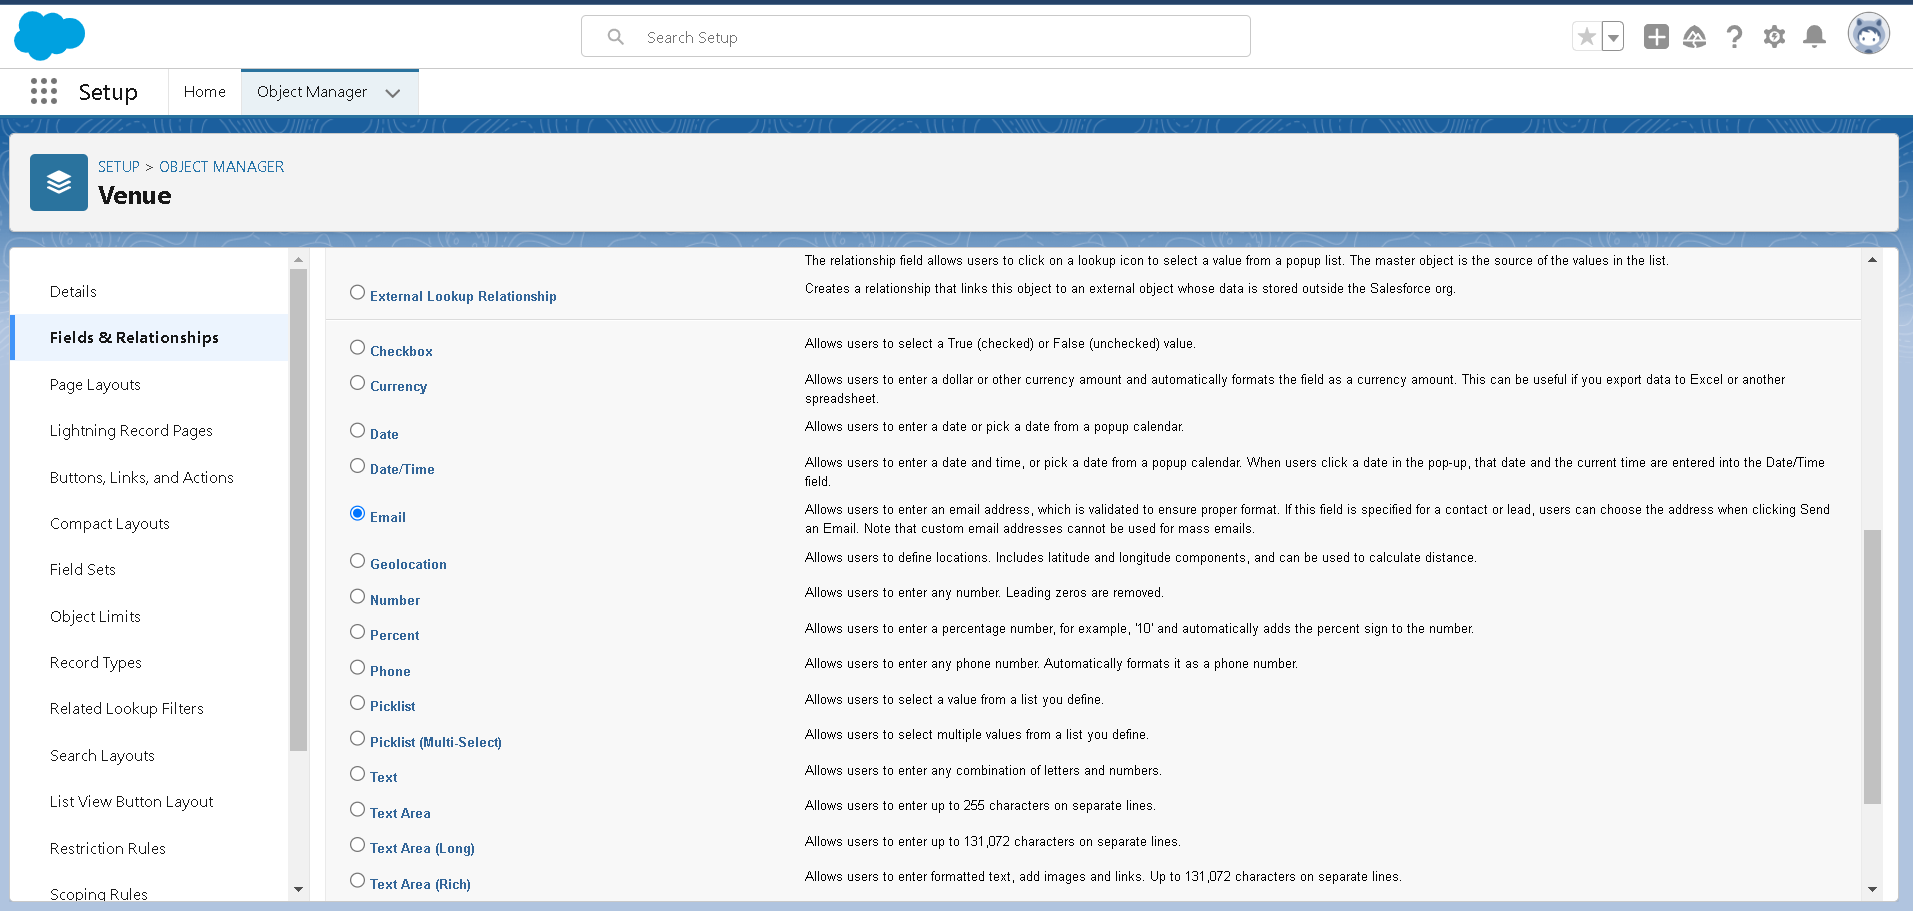 Search Setup
Setup
Home
Object Manager
SETUP > OBJECT MANAGER
Venue
Details
Fields & Relationships
Page Layouts
Lightning Record Pages
Buttons, Links, and Actions
Compact Layouts
Field Sets
Object Limits
Record Types
Related Lookup Filters
Search Layouts
List View Button Layout
Restriction Rules
Scoping Rules
The relationship field allows users to click on a lookup icon to select a value from a popup list. The master object is the source of the values in the list.
External Lookup Relationship
Creates a relationship that links this object to an external object whose data is stored outside the Salesforce org.
Checkbox
Allows users to select a True (checked) or False (unchecked) value.
Currency
Allows users to enter a dollar or other currency amount and automatically formats the field as a currency amount. This can be useful if you export data to Excel or another
spreadsheet.
Date
Allows users to enter a date or pick a date from a popup calendar.
Date/Time
Allows users to enter a date and time, or pick a date from a popup calendar. When users click a date in the pop-up, that date and the current time are entered into the Date/Time
field.
Email
Allows users to enter an email address, which is validated to ensure proper format. If this field is specified for a contact or lead, users can choose the address when clicking Send
an Email. Note that custom email addresses cannot be used for mass emails.
Geolocation
Allows users to define locations. Includes latitude and longitude components, and can be used to calculate distance.
Number
Allows users to enter any number. Leading zeros are removed.
Percent
Allows users to enter a percentage number, for example, '10' and automatically adds the percent sign to the number.
Phone
Allows users to enter any phone number. Automatically formats it as a phone number.
Picklist
Allows users to select a value from a list you define.
Picklist (Multi-Select)
Allows users to select multiple values from a list you define.
Text
Allows users to enter any combination of letters and numbers.
Text Area
Allows users to enter up to 255 characters on separate lines.
Text Area (Long)
Allows users to enter up to 131,072 characters on separate lines.
Text Area (Rich)
Allows users to enter formatted text, add images and links. Up to 131,072 characters on separate lines.